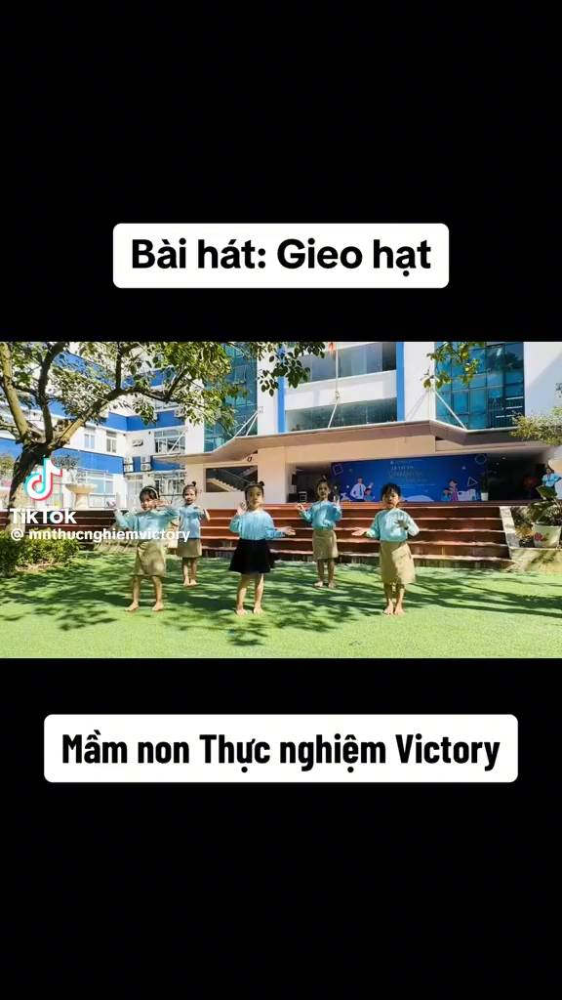 Bài hát: Gieo hạt
TikTok
@ mnthucnghiemvictory
Mầm non Thực nghiệm Victory